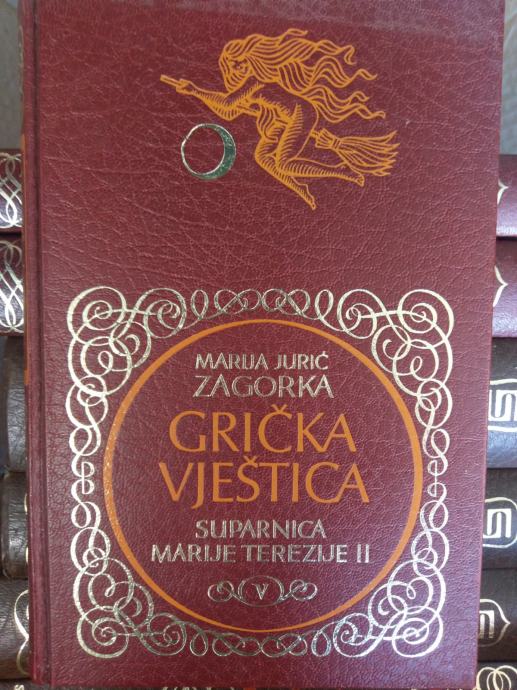 MARIJA JURIĆ
ZAGORKA
GRIČKA
VJEŠTICA
SUPARNICA
MARIJE TEREZIJE II
V